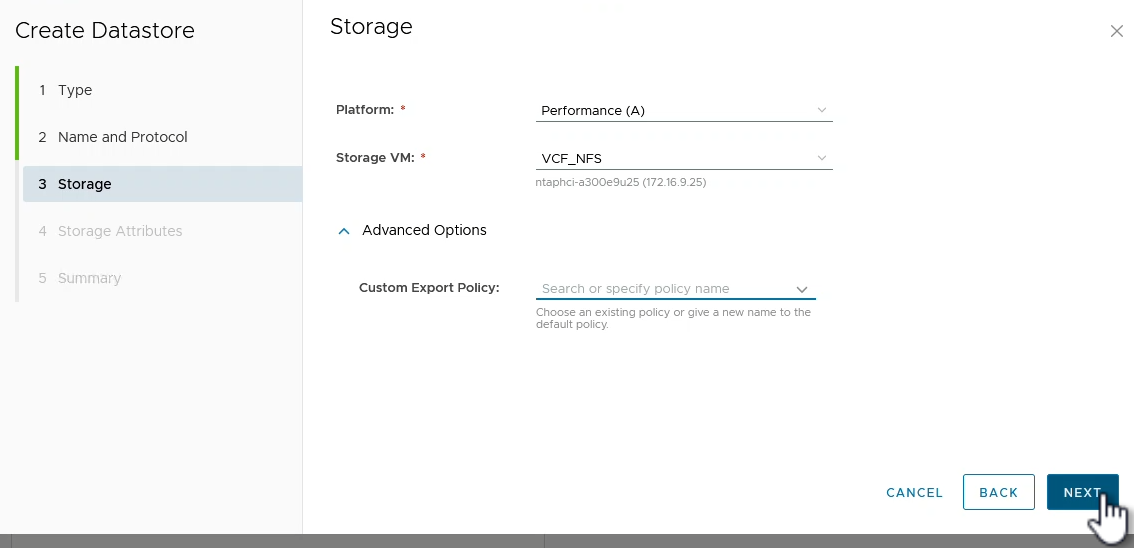 Create Datastore
1 Type
2 Name and Protocol
3 Storage
4 Storage Attributes
5 Summary
Storage
Platform: *
Performance (A)
Storage VM: *
VCF_NFS
ntaphci-a300e9u25 (172.16.9.25)
Advanced Options
Custom Export Policy:
Search or specify policy name
Choose an existing policy or give a new name to the
default policy.
CANCEL
BACK
NEXT